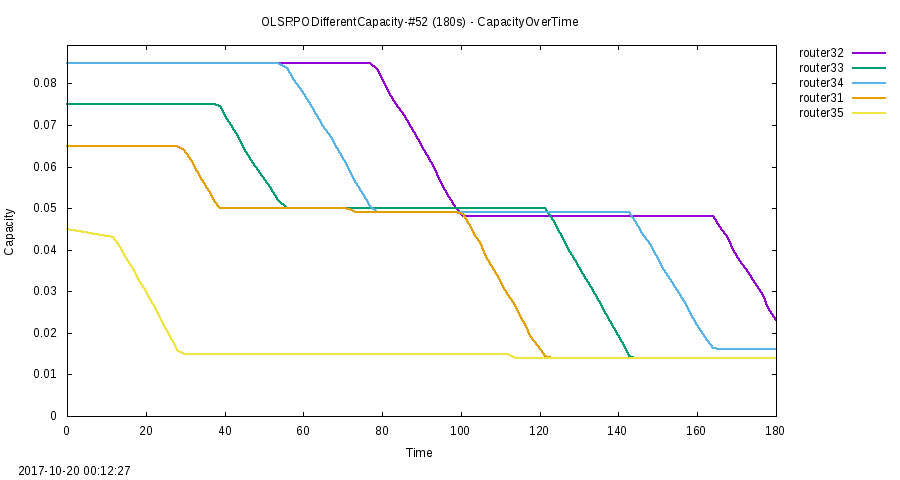 OLSRPODifferentCapacity-#52 (180s) - CapacityOverTime
router32
router33
router34
router31
router35
0.08
0.07
0.06
0.05
0.04
0.03
0.02
0.01
0
Capacity
0 20 40 60 80 100 120 140 160 180
Time
2017-10-20 00:12:27